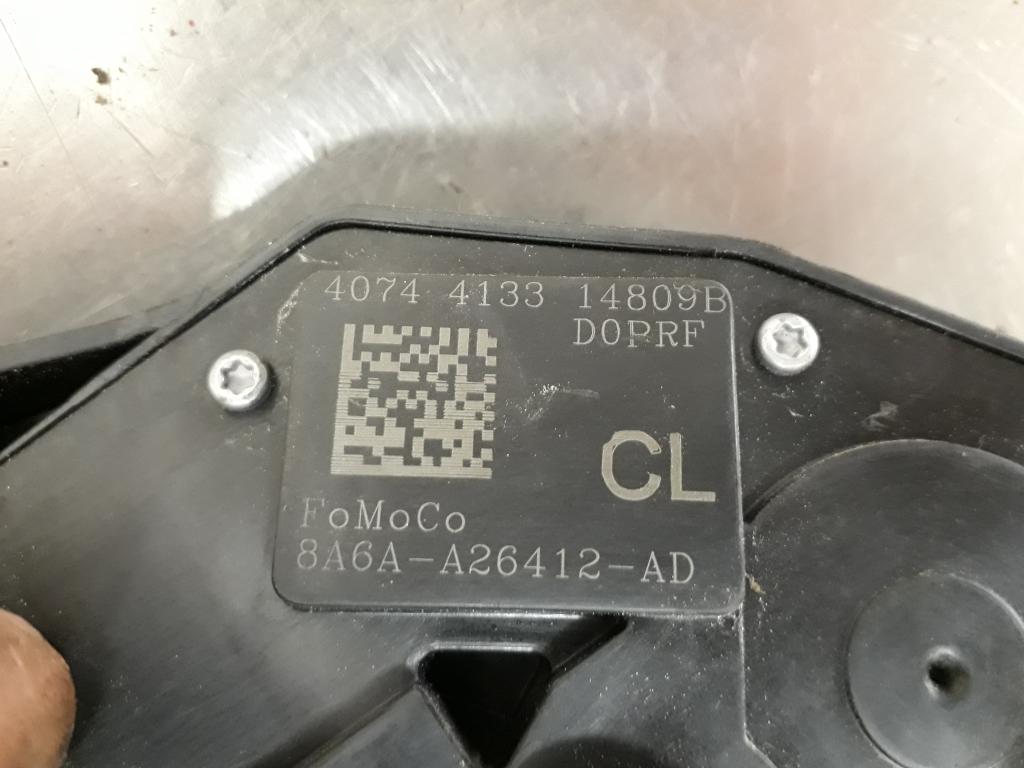 4074 4133 14809B
D0PRF
CL
FoMoCo
8A6A-A26412-AD